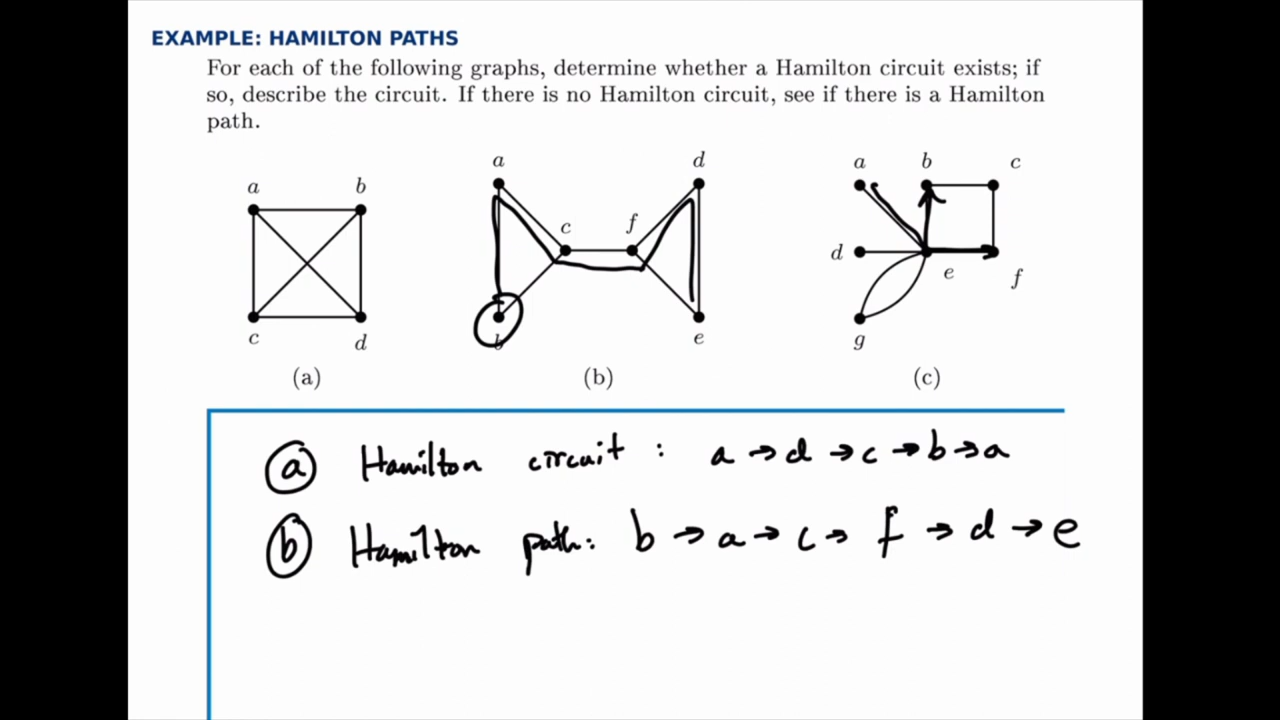 EXAMPLE: HAMILTON PATHS
For each of the following graphs, determine whether a Hamilton circuit exists; if
so, describe the circuit. If there is no Hamilton circuit, see if there is a Hamilton
path.
a b
c d
(a)
a d
c f
b e
(b)
a b c
d e f
g
(c)
a Hamilton circuit : a → d → c → b → a
b Hamilton path: b → a → c → f → d → e